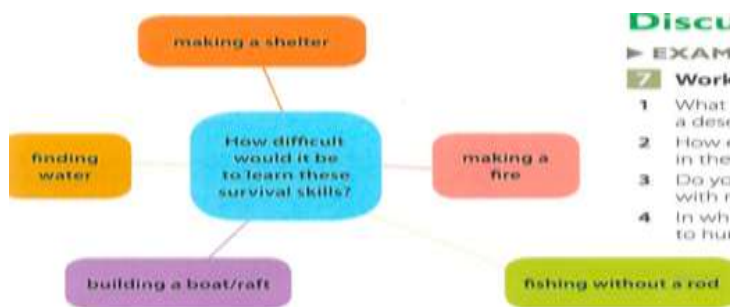 making a shelter
How difficult
would it be
to learn these
survival skills?
finding
water
making a
fire
building a boat/raft
fishing without a rod
Discu
► EXAM
7 Work
1 What
a dese
2 How
in the
3 Do yo
with
4 In wh
to hu